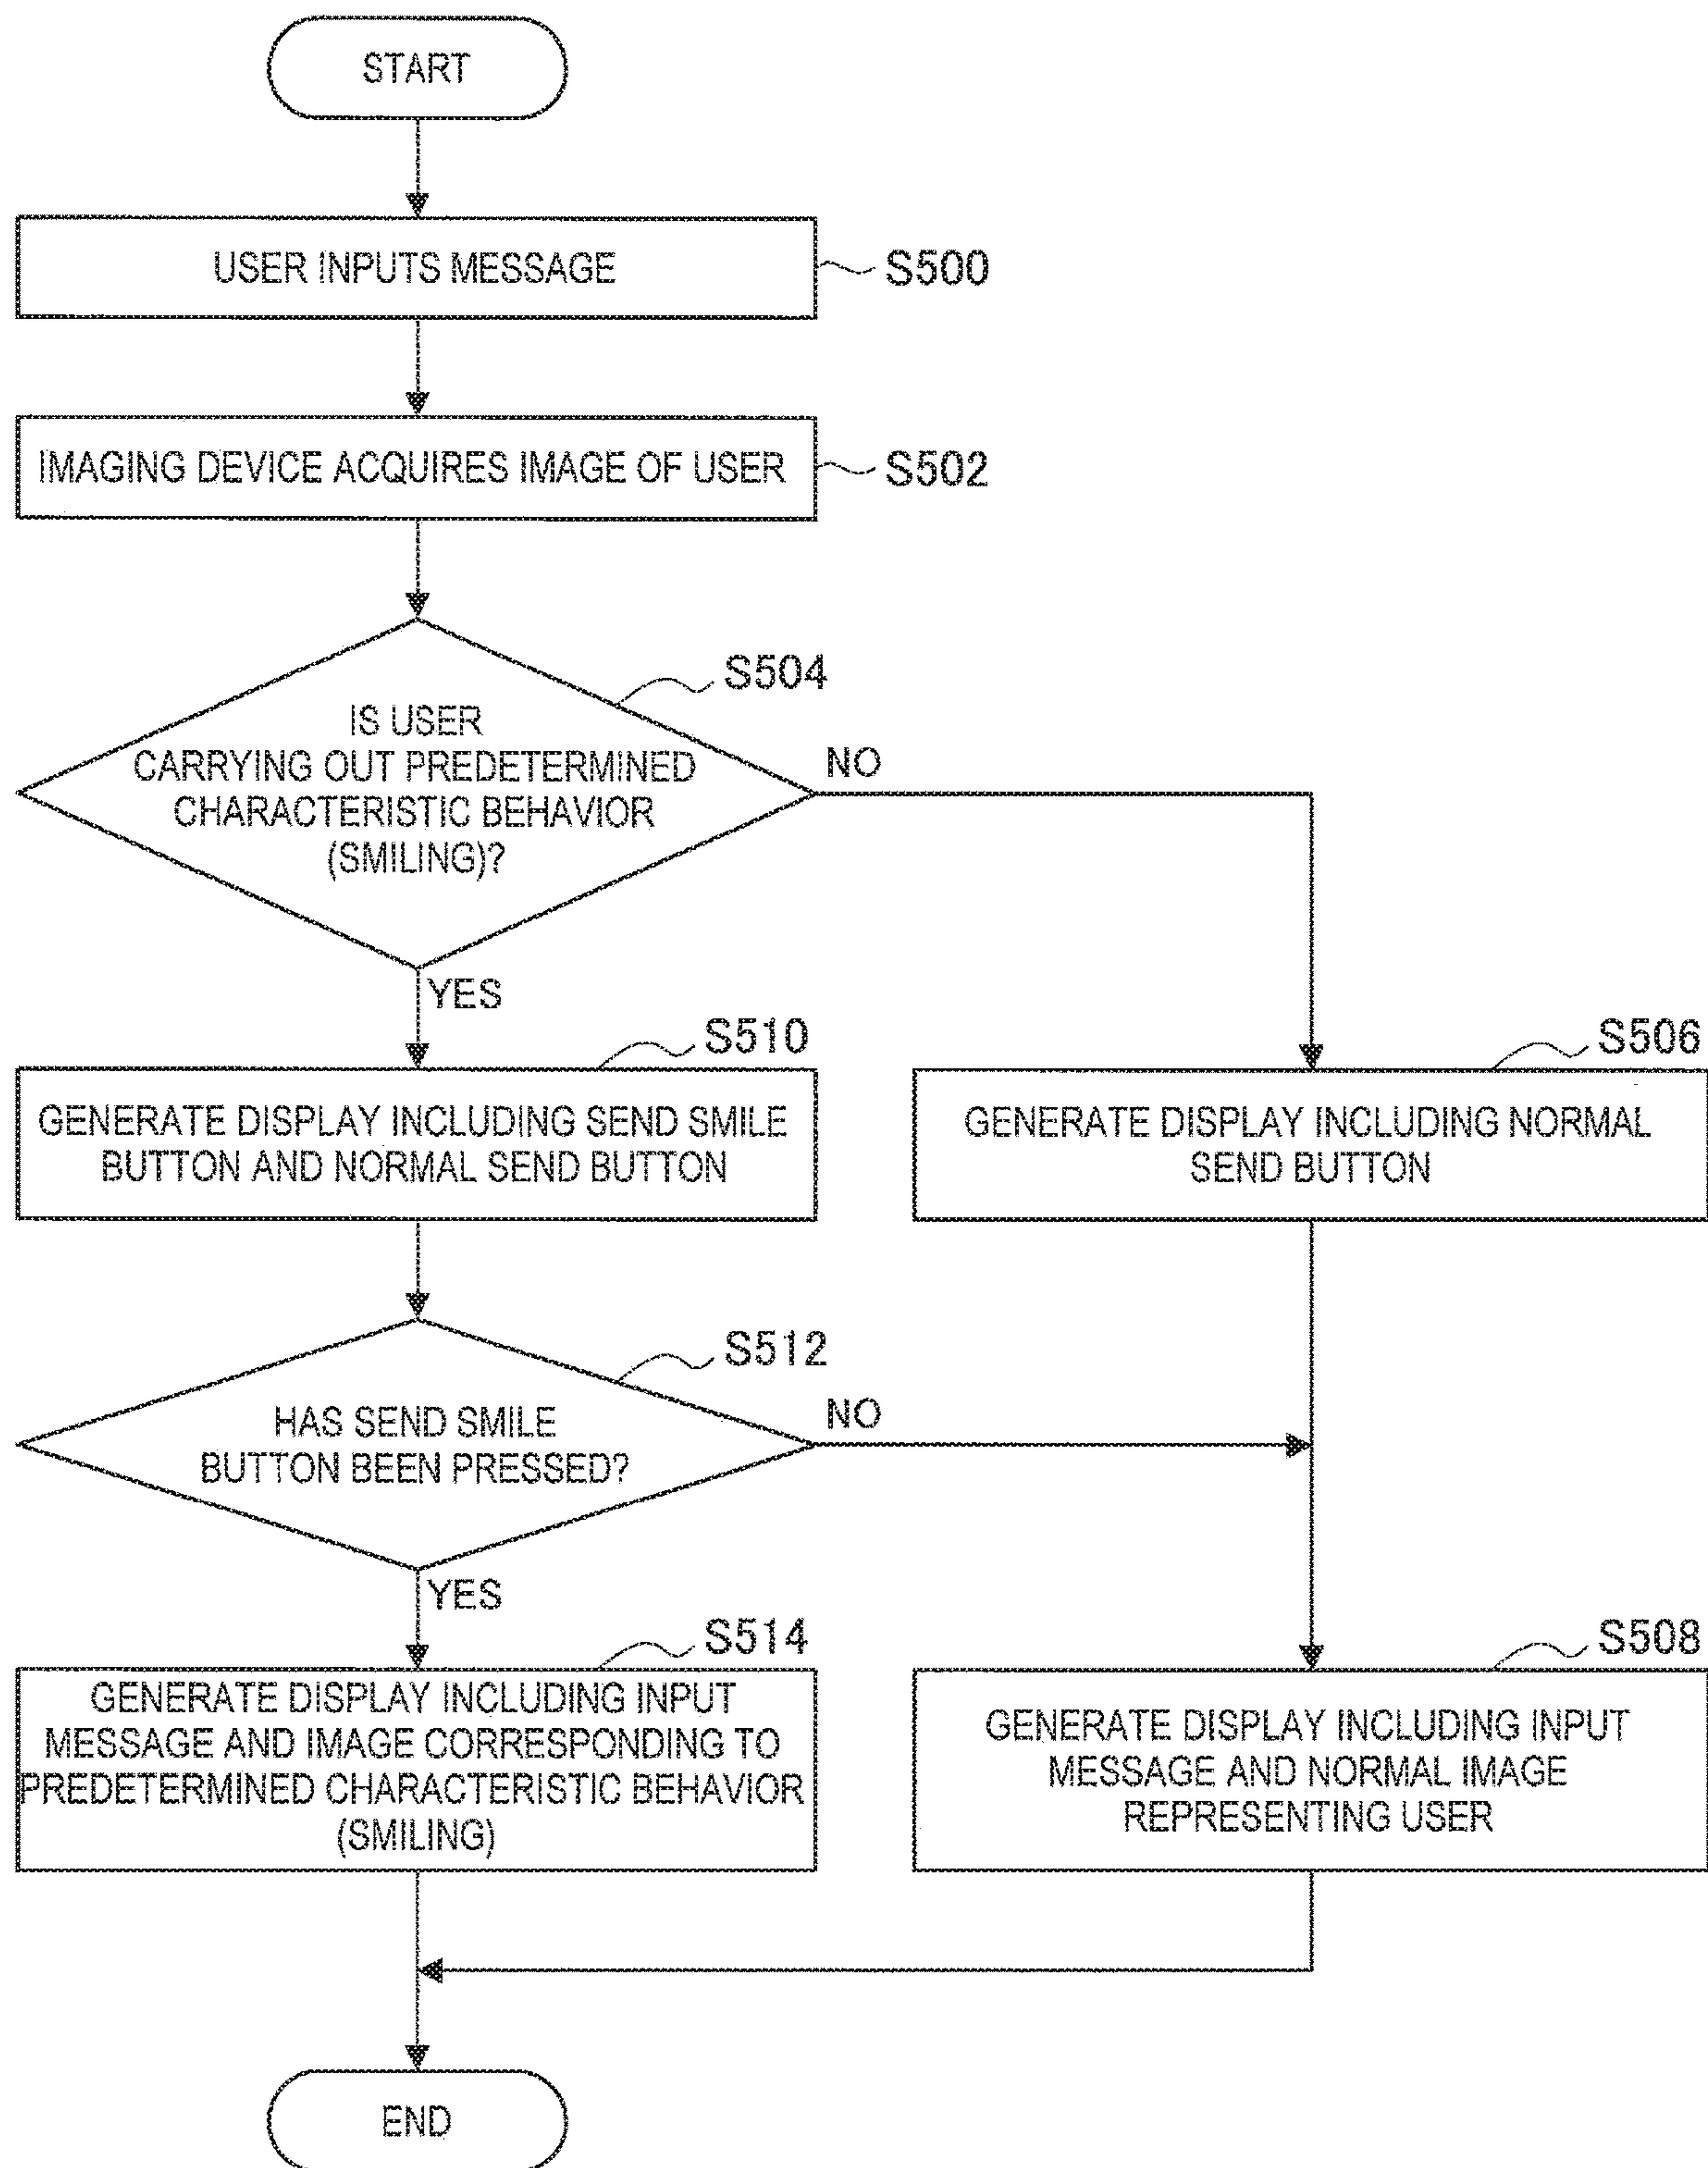 START
USER INPUTS MESSAGE
S500
IMAGING DEVICE ACQUIRES IMAGE OF USER
S502
S504
IS USER
CARRYING OUT PREDETERMINED
CHARACTERISTIC BEHAVIOR
(SMILING)?
NO
YES
S510
GENERATE DISPLAY INCLUDING SEND SMILE
BUTTON AND NORMAL SEND BUTTON
S506
GENERATE DISPLAY INCLUDING NORMAL
SEND BUTTON
S512
HAS SEND SMILE
BUTTON BEEN PRESSED?
NO
YES
S514
GENERATE DISPLAY INCLUDING INPUT
MESSAGE AND IMAGE CORRESPONDING TO
PREDETERMINED CHARACTERISTIC BEHAVIOR
(SMILING)
S508
GENERATE DISPLAY INCLUDING INPUT
MESSAGE AND NORMAL IMAGE
REPRESENTING USER
END